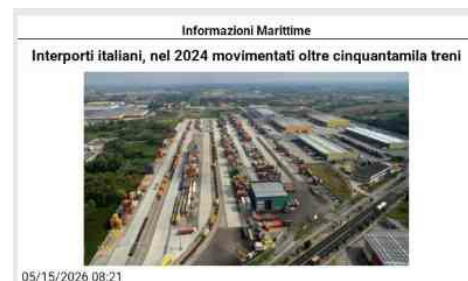 Informazioni Marittime
Interporti italiani, nel 2024 movimentati oltre cinquantamila treni
05/15/2026 08:21